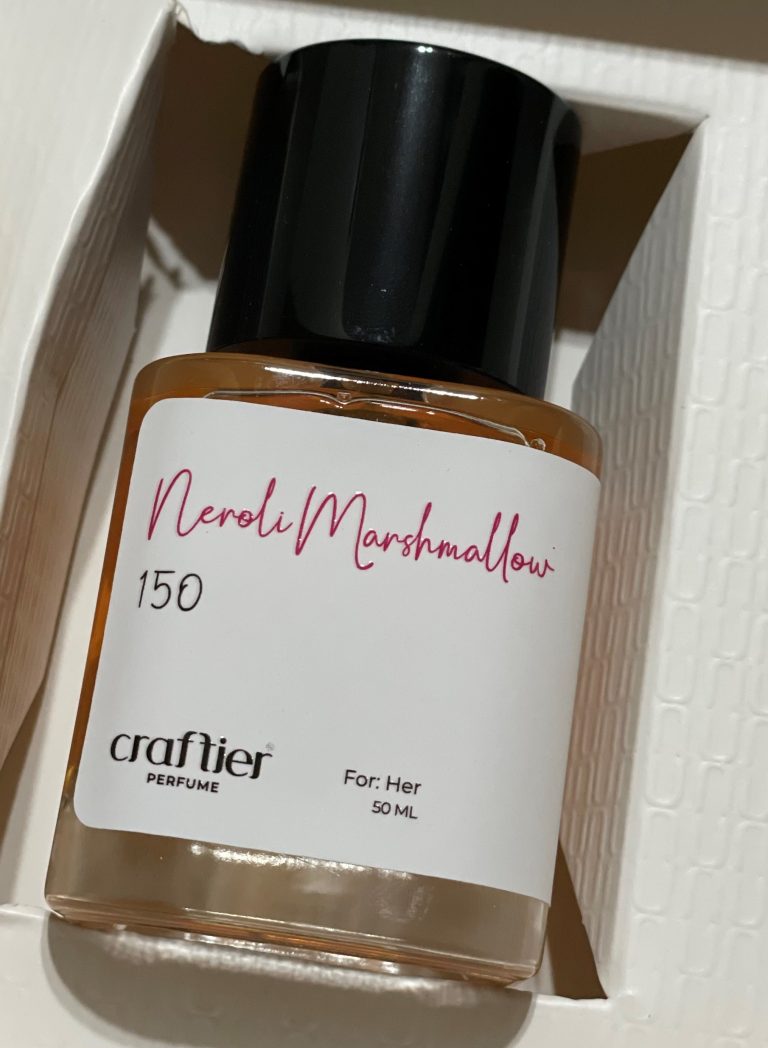 Neroli Marshmallow
150
craftier®
PERFUME
For: Her
50 ML